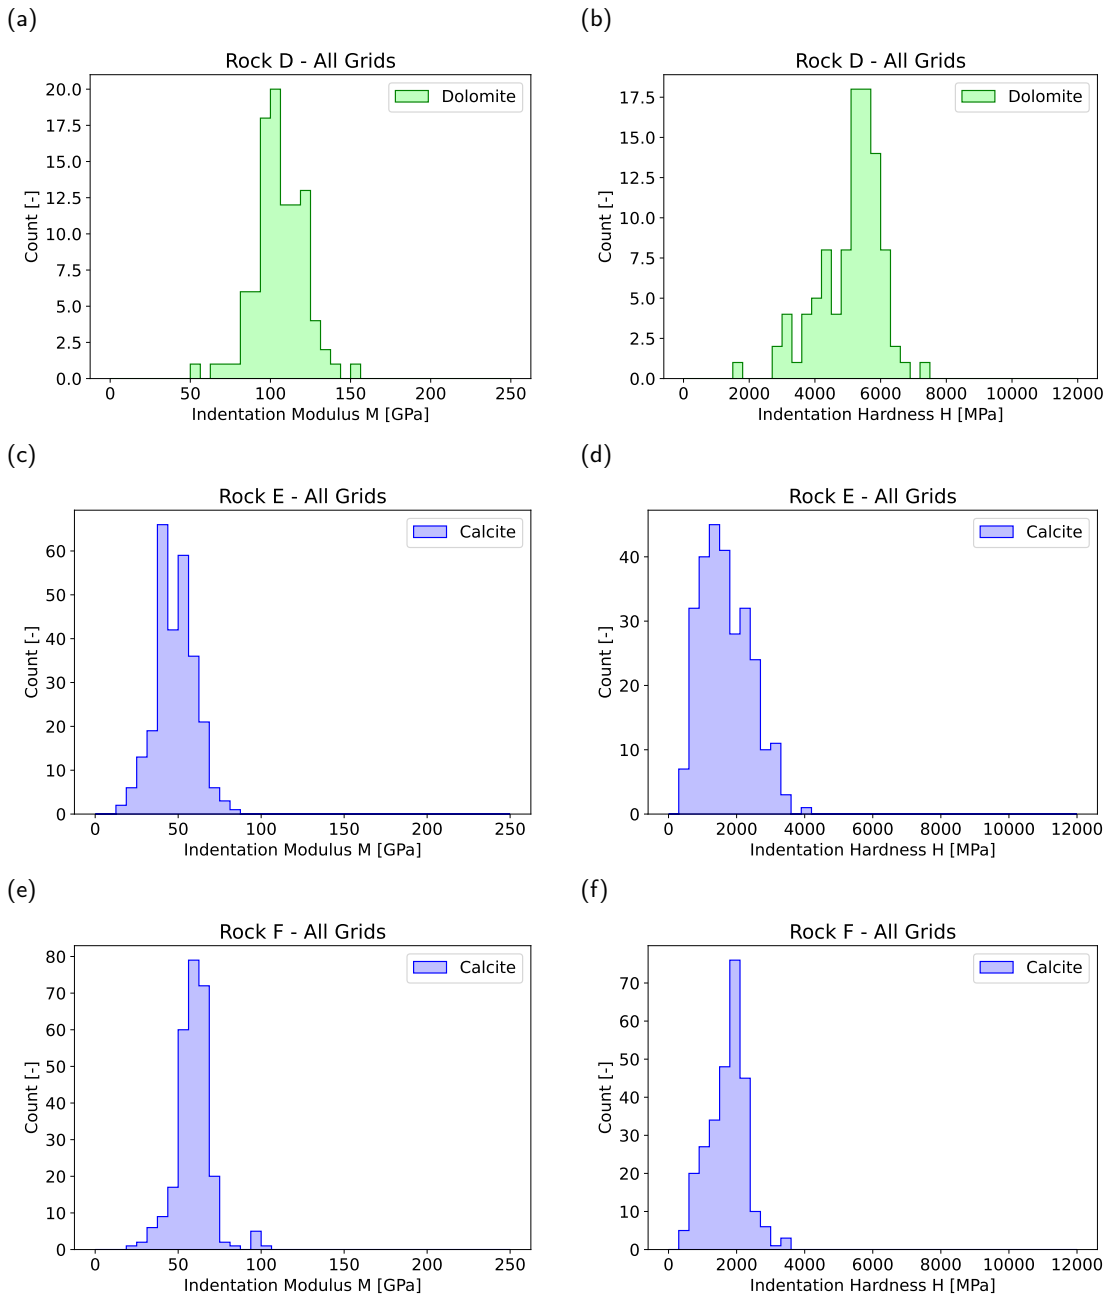 (a)
Rock D - All Grids
Dolomite
Count [-]
20.0
17.5
15.0
12.5
10.0
7.5
5.0
2.5
0.0
0 50 100 150 200 250
Indentation Modulus M [GPa]
(b)
Rock D - All Grids
Dolomite
Count [-]
17.5
15.0
12.5
10.0
7.5
5.0
2.5
0.0
0 2000 4000 6000 8000 10000 12000
Indentation Hardness H [MPa]
(c)
Rock E - All Grids
Calcite
Count [-]
60
50
40
30
20
10
0
0 50 100 150 200 250
Indentation Modulus M [GPa]
(d)
Rock E - All Grids
Calcite
Count [-]
40
30
20
10
0
0 2000 4000 6000 8000 10000 12000
Indentation Hardness H [MPa]
(e)
Rock F - All Grids
Calcite
Count [-]
80
70
60
50
40
30
20
10
0
0 50 100 150 200 250
Indentation Modulus M [GPa]
(f)
Rock F - All Grids
Calcite
Count [-]
70
60
50
40
30
20
10
0
0 2000 4000 6000 8000 10000 12000
Indentation Hardness H [MPa]